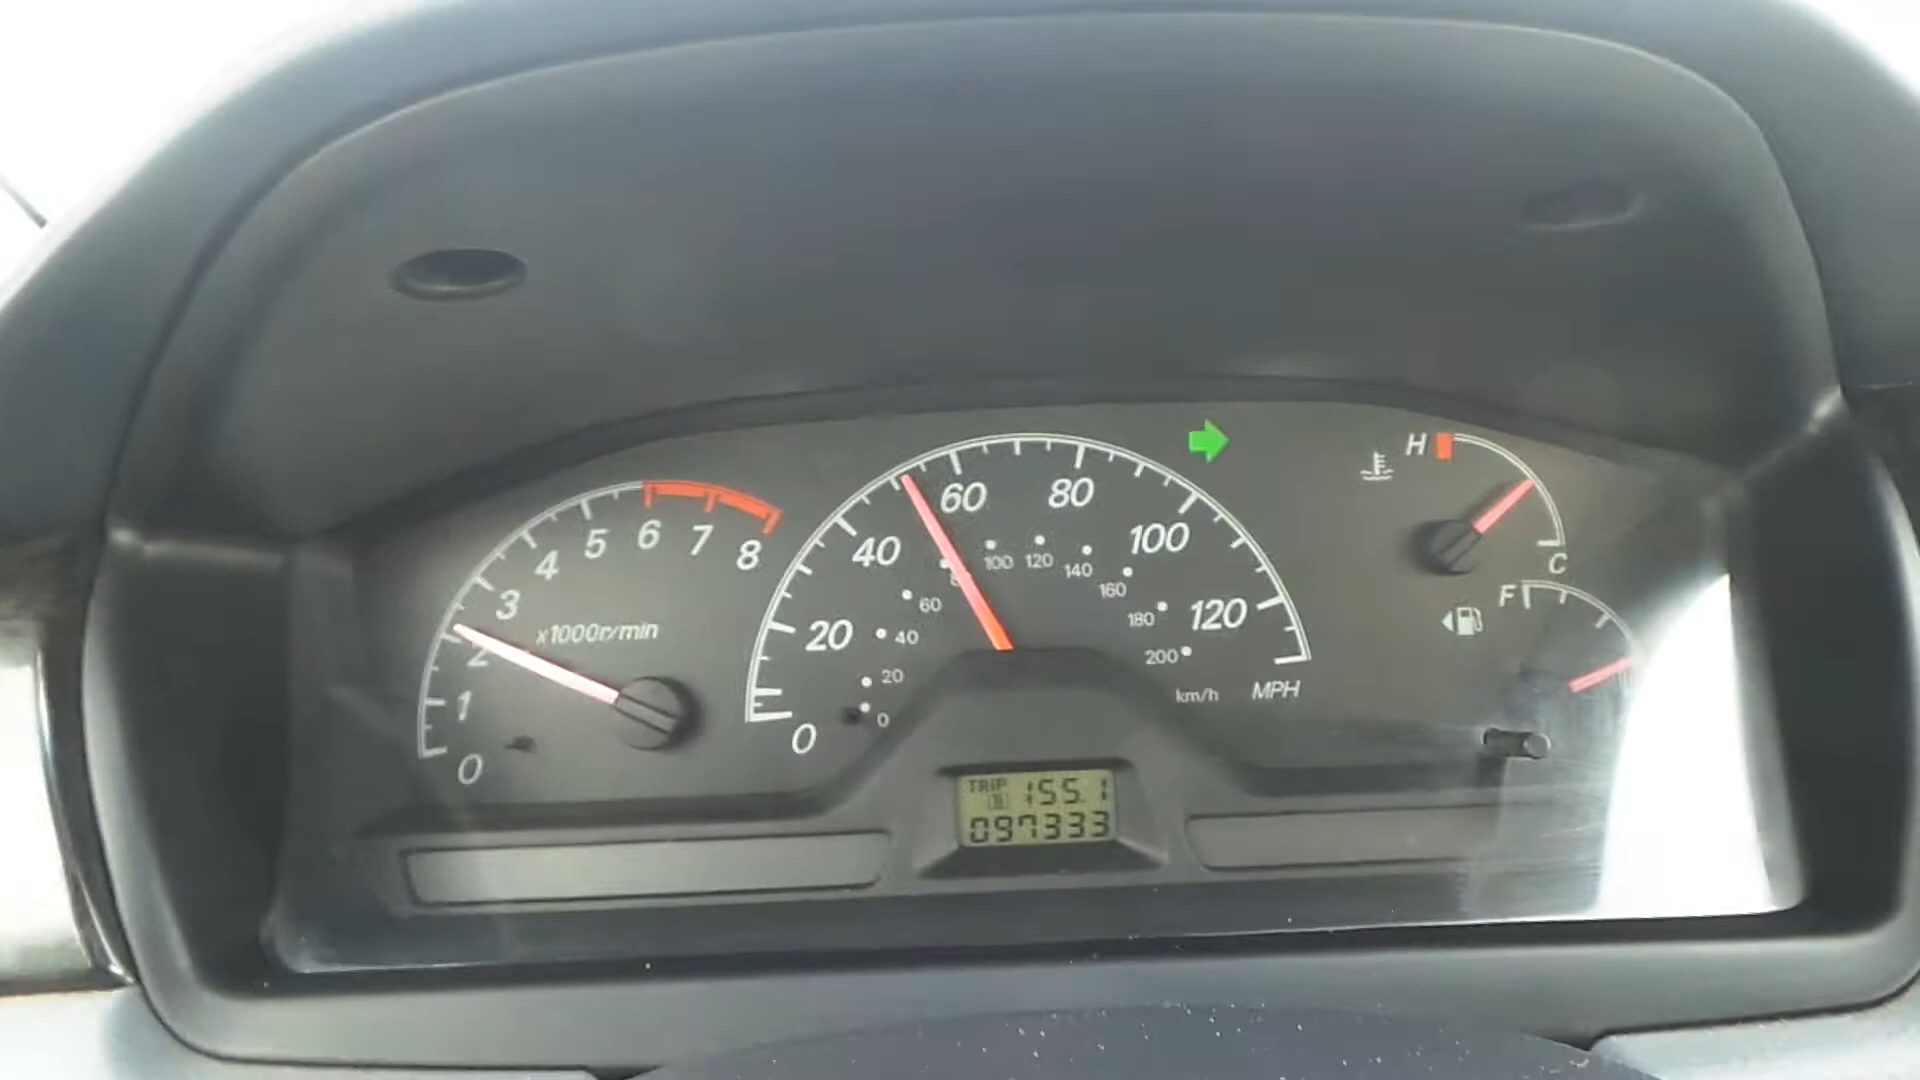 0 1 2 3 4 5 6 7 8
x1000r/min
0 20 40 60 80 100 120
MPH
0 20 40 60 80 100 120 140 160 180 200
km/h
H
C
F
TRIP B 155.1
097333